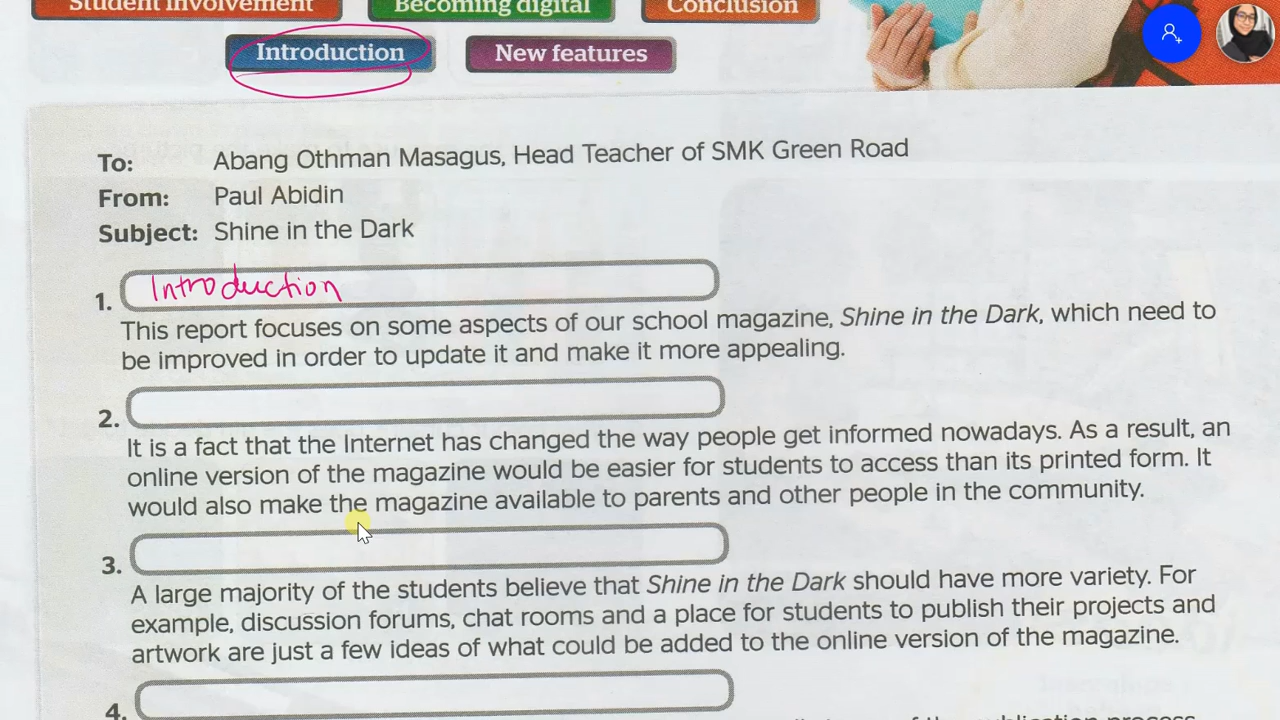 Student involvement
Becoming digital
Conclusion
Introduction
New features
To: Abang Othman Masagus, Head Teacher of SMK Green Road
From: Paul Abidin
Subject: Shine in the Dark
1. Introduction
This report focuses on some aspects of our school magazine, Shine in the Dark, which need to
be improved in order to update it and make it more appealing.
2.
It is a fact that the Internet has changed the way people get informed nowadays. As a result, an
online version of the magazine would be easier for students to access than its printed form. It
would also make the magazine available to parents and other people in the community.
3.
A large majority of the students believe that Shine in the Dark should have more variety. For
example, discussion forums, chat rooms and a place for students to publish their projects and
artwork are just a few ideas of what could be added to the online version of the magazine.
4.
of the publication process